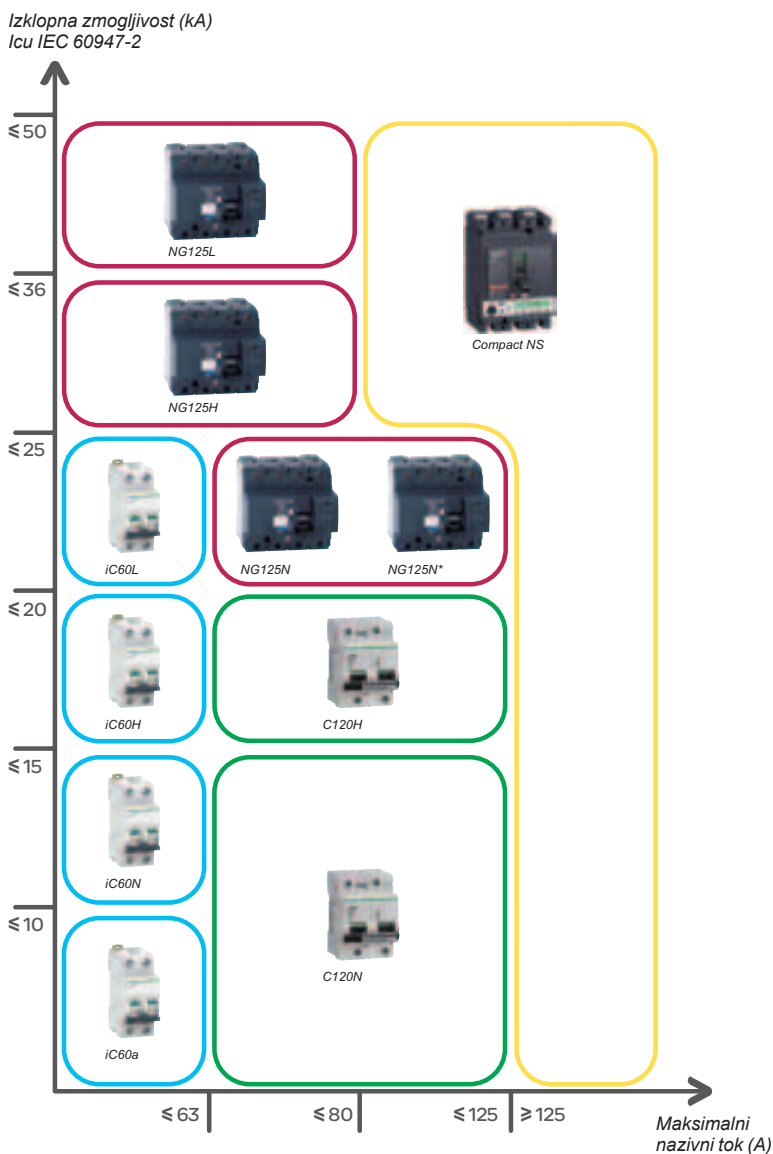 Izklopna zmogljivost (kA)
Icu IEC 60947-2
≤ 50
NG125L
Compact NS
≤ 36
NG125H
≤ 25
iC60L
NG125N
NG125N*
≤ 20
iC60H
C120H
≤ 15
iC60N
≤ 10
C120N
iC60a
≤ 63
≤ 80
≤ 125
≥ 125
Maksimalni
nazivni tok (A)